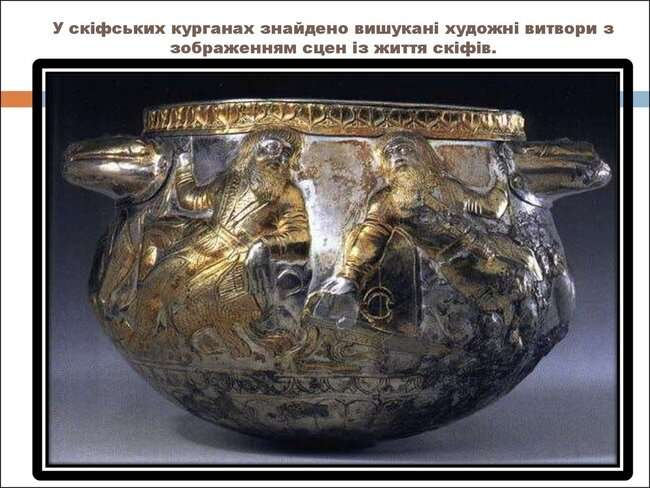 У скіфських курганах знайдено вишукані художні витвори з
зображенням сцен із життя скіфів.